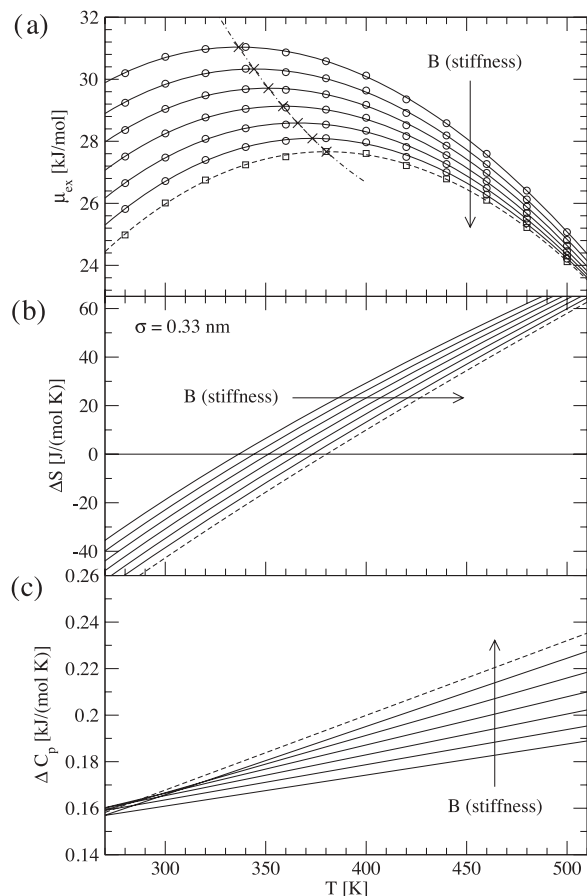 (a)
32
30
28
26
24
μex [kJ/mol]
B (stiffness)
(b)
60
40
20
0
-20
-40
ΔS [J/(mol K)]
σ = 0.33 nm
B (stiffness)
(c)
0.26
0.24
0.22
0.2
0.18
0.16
0.14
Δ Cp [kJ/(mol K)]
B (stiffness)
300
350
400
450
500
T [K]